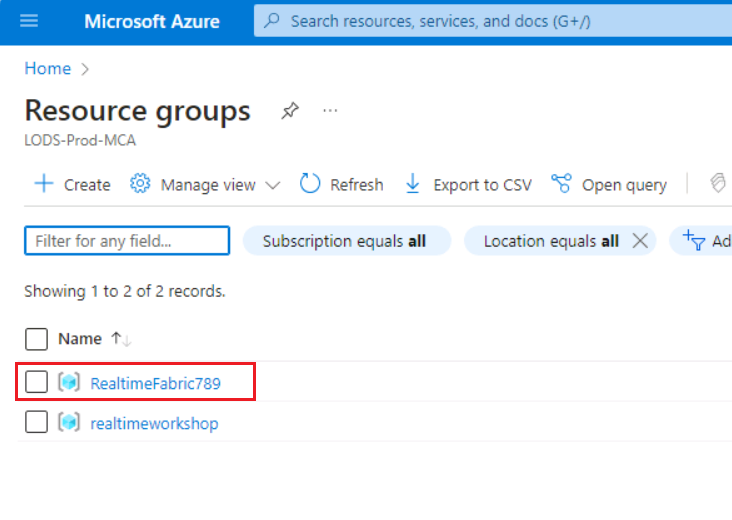 Microsoft Azure
Search resources, services, and docs (G+/)
Home
Resource groups
LODS-Prod-MCA
Create Manage view Refresh Export to CSV Open query
Filter for any field... Subscription equals all Location equals all Ad
Showing 1 to 2 of 2 records.
Name
RealtimeFabric789
realtimeworkshop